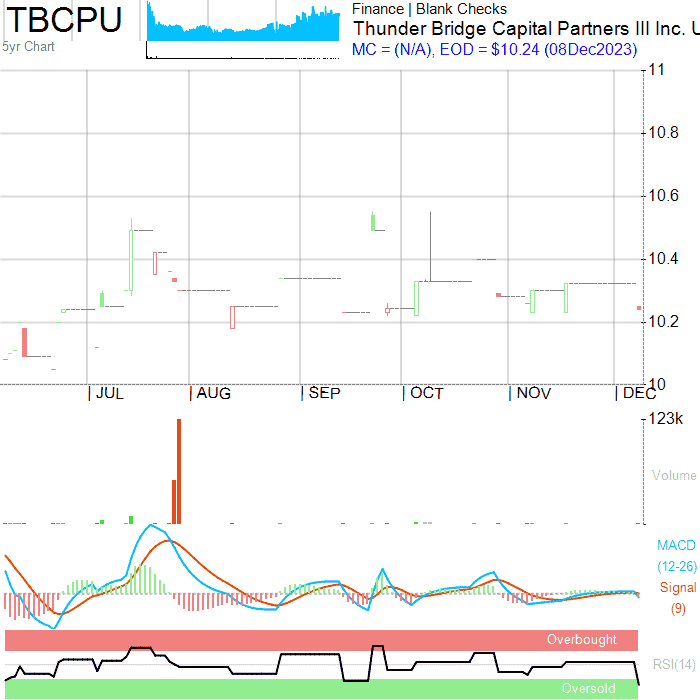 TBCPU
5yr Chart
Finance | Blank Checks
Thunder Bridge Capital Partners III Inc. U
MC = (N/A), EOD = $10.24 (08Dec2023)
11
10.8
10.6
10.4
10.2
10
JUL AUG SEP OCT NOV DEC
123k
Volume
MACD
(12-26)
Signal
(9)
Overbought
RSI(14)
Oversold